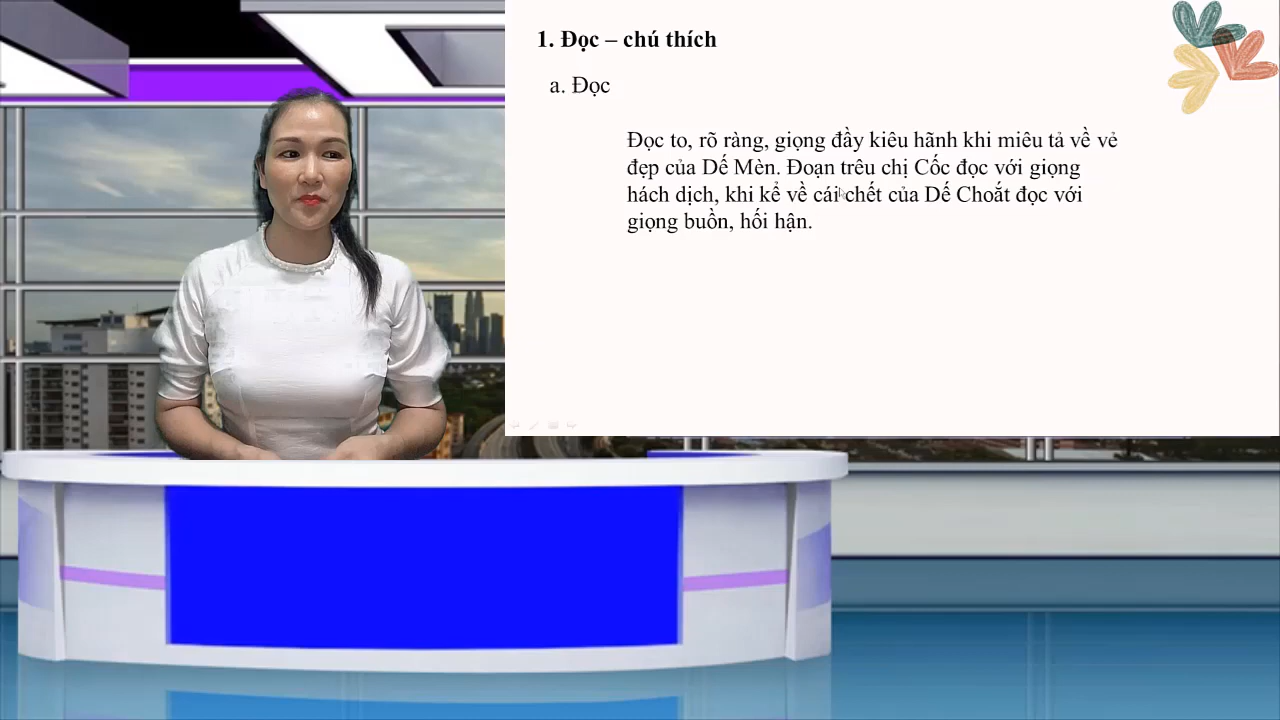 1. Đọc – chú thích
a. Đọc
Đọc to, rõ ràng, giọng đầy kiêu hãnh khi miêu tả về vẻ
đẹp của Dế Mèn. Đoạn trêu chị Cốc đọc với giọng
hách dịch, khi kể về cái chết của Dế Choắt đọc với
giọng buồn, hối hận.